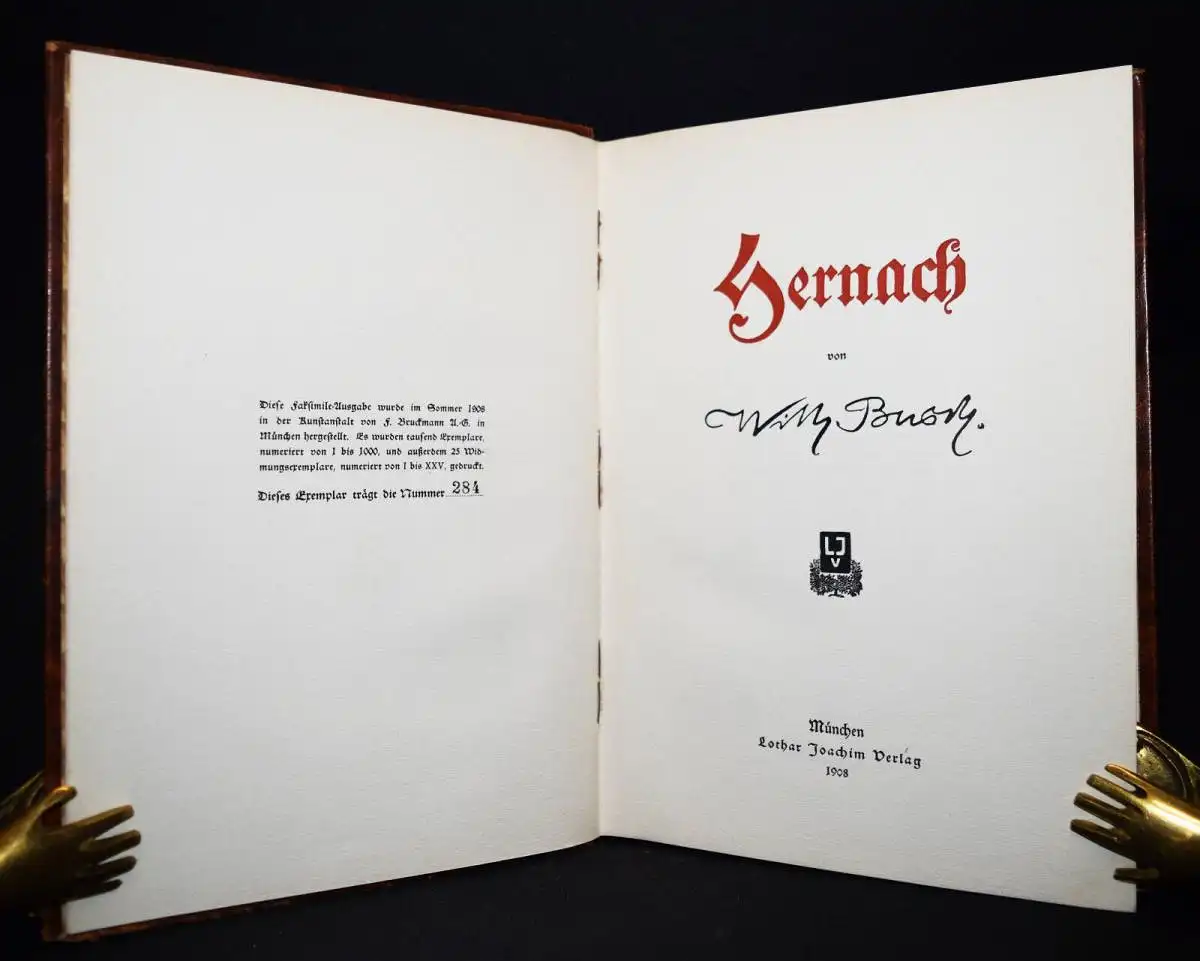 Diese Faksimile-Ausgabe wurde im Sommer 1908
in der Kunstanstalt von F. Bruckmann A.-G. in
München hergestellt. Es wurden tausend Exemplare,
numeriert von 1 bis 1000, und außerdem 25 Wid-
mungsexemplare, numeriert von I bis XXV, gedruckt.
Dieses Exemplar trägt die Nummer 284
Hernach
von
Wilh Busch.
LJ
V
München
Lothar Joachim Verlag
1908